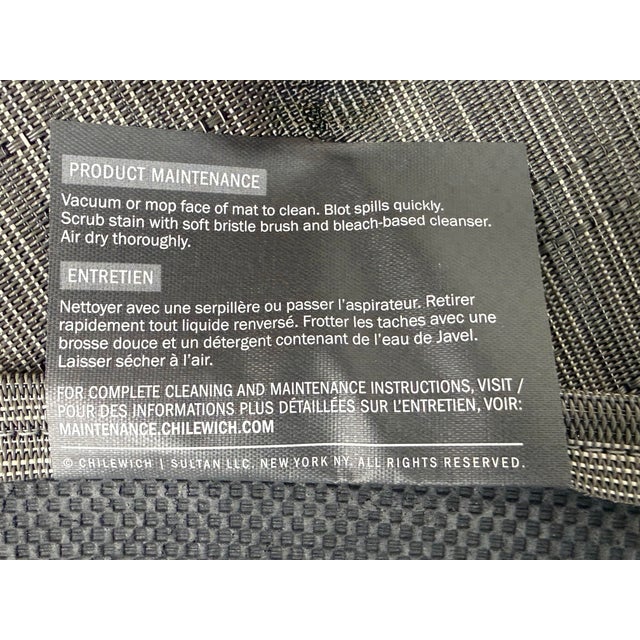 PRODUCT MAINTENANCE
Vacuum or mop face of mat to clean. Blot spills quickly.
Scrub stain with soft bristle brush and bleach-based cleanser.
Air dry thoroughly.
ENTRETIEN
Nettoyer avec une serpillère ou passer l'aspirateur. Retirer
rapidement tout liquide renversé. Frotter les taches avec une
brosse douce et un détergent contenant de l'eau de Javel.
Laisser sécher à l'air.
FOR COMPLETE CLEANING AND MAINTENANCE INSTRUCTIONS, VISIT /
POUR DES INFORMATIONS PLUS DÉTAILLÉES SUR L'ENTRETIEN, VOIR:
MAINTENANCE.CHILEWICH.COM
© CHILEWICH | SULTAN LLC. NEW YORK NY. ALL RIGHTS RESERVED.